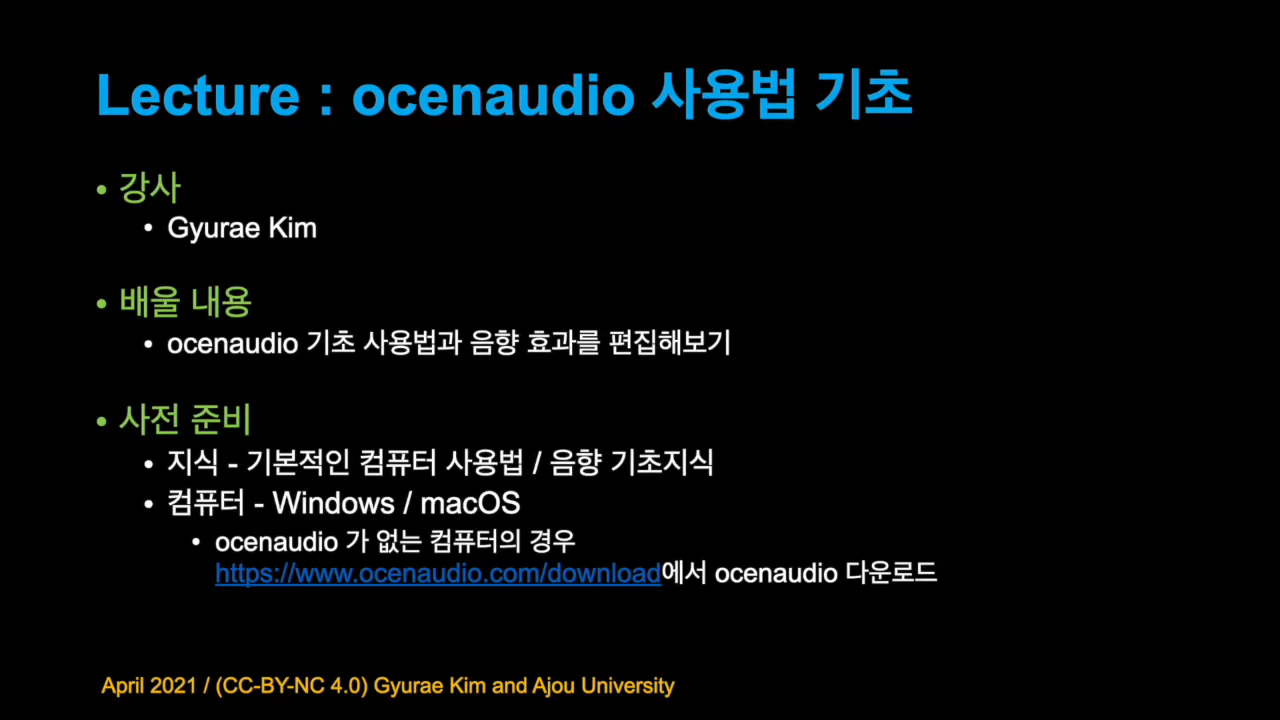 Lecture : ocenaudio 사용법 기초
• 강사
• Gyurae Kim
• 배울 내용
• ocenaudio 기초 사용법과 음향 효과를 편집해보기
• 사전 준비
• 지식 - 기본적인 컴퓨터 사용법 / 음향 기초지식
• 컴퓨터 - Windows / macOS
• ocenaudio 가 없는 컴퓨터의 경우
https://www.ocenaudio.com/download에서 ocenaudio 다운로드
April 2021 / (CC-BY-NC 4.0) Gyurae Kim and Ajou University